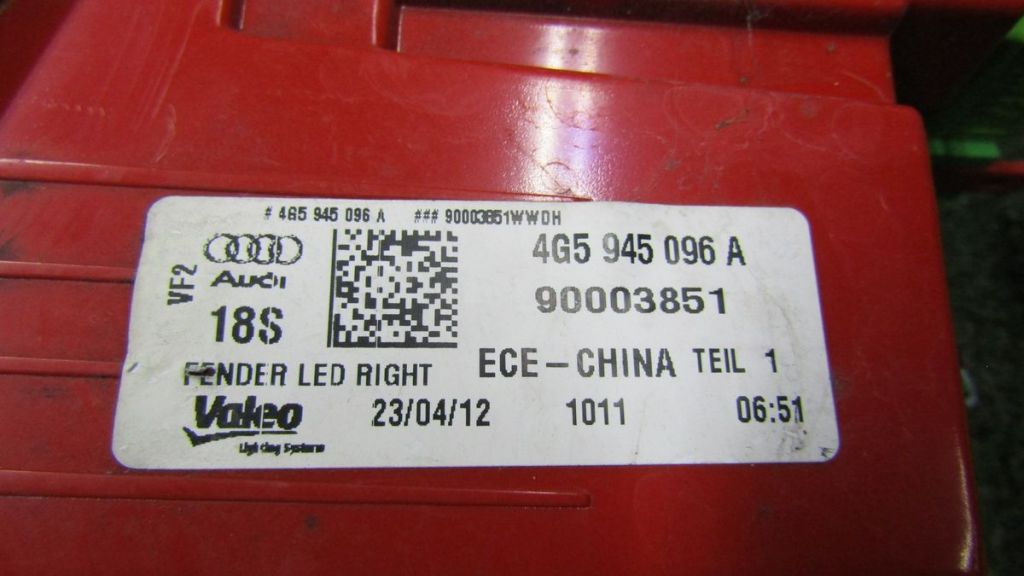 # 4G5 945 096 A ### 90003851WWDH
VF2
Audi
4G5 945 096 A
90003851
18S
FENDER LED RIGHT
ECE-CHINA TEIL 1
Valeo
23/04/12 1011 06:51
Lighting Systems